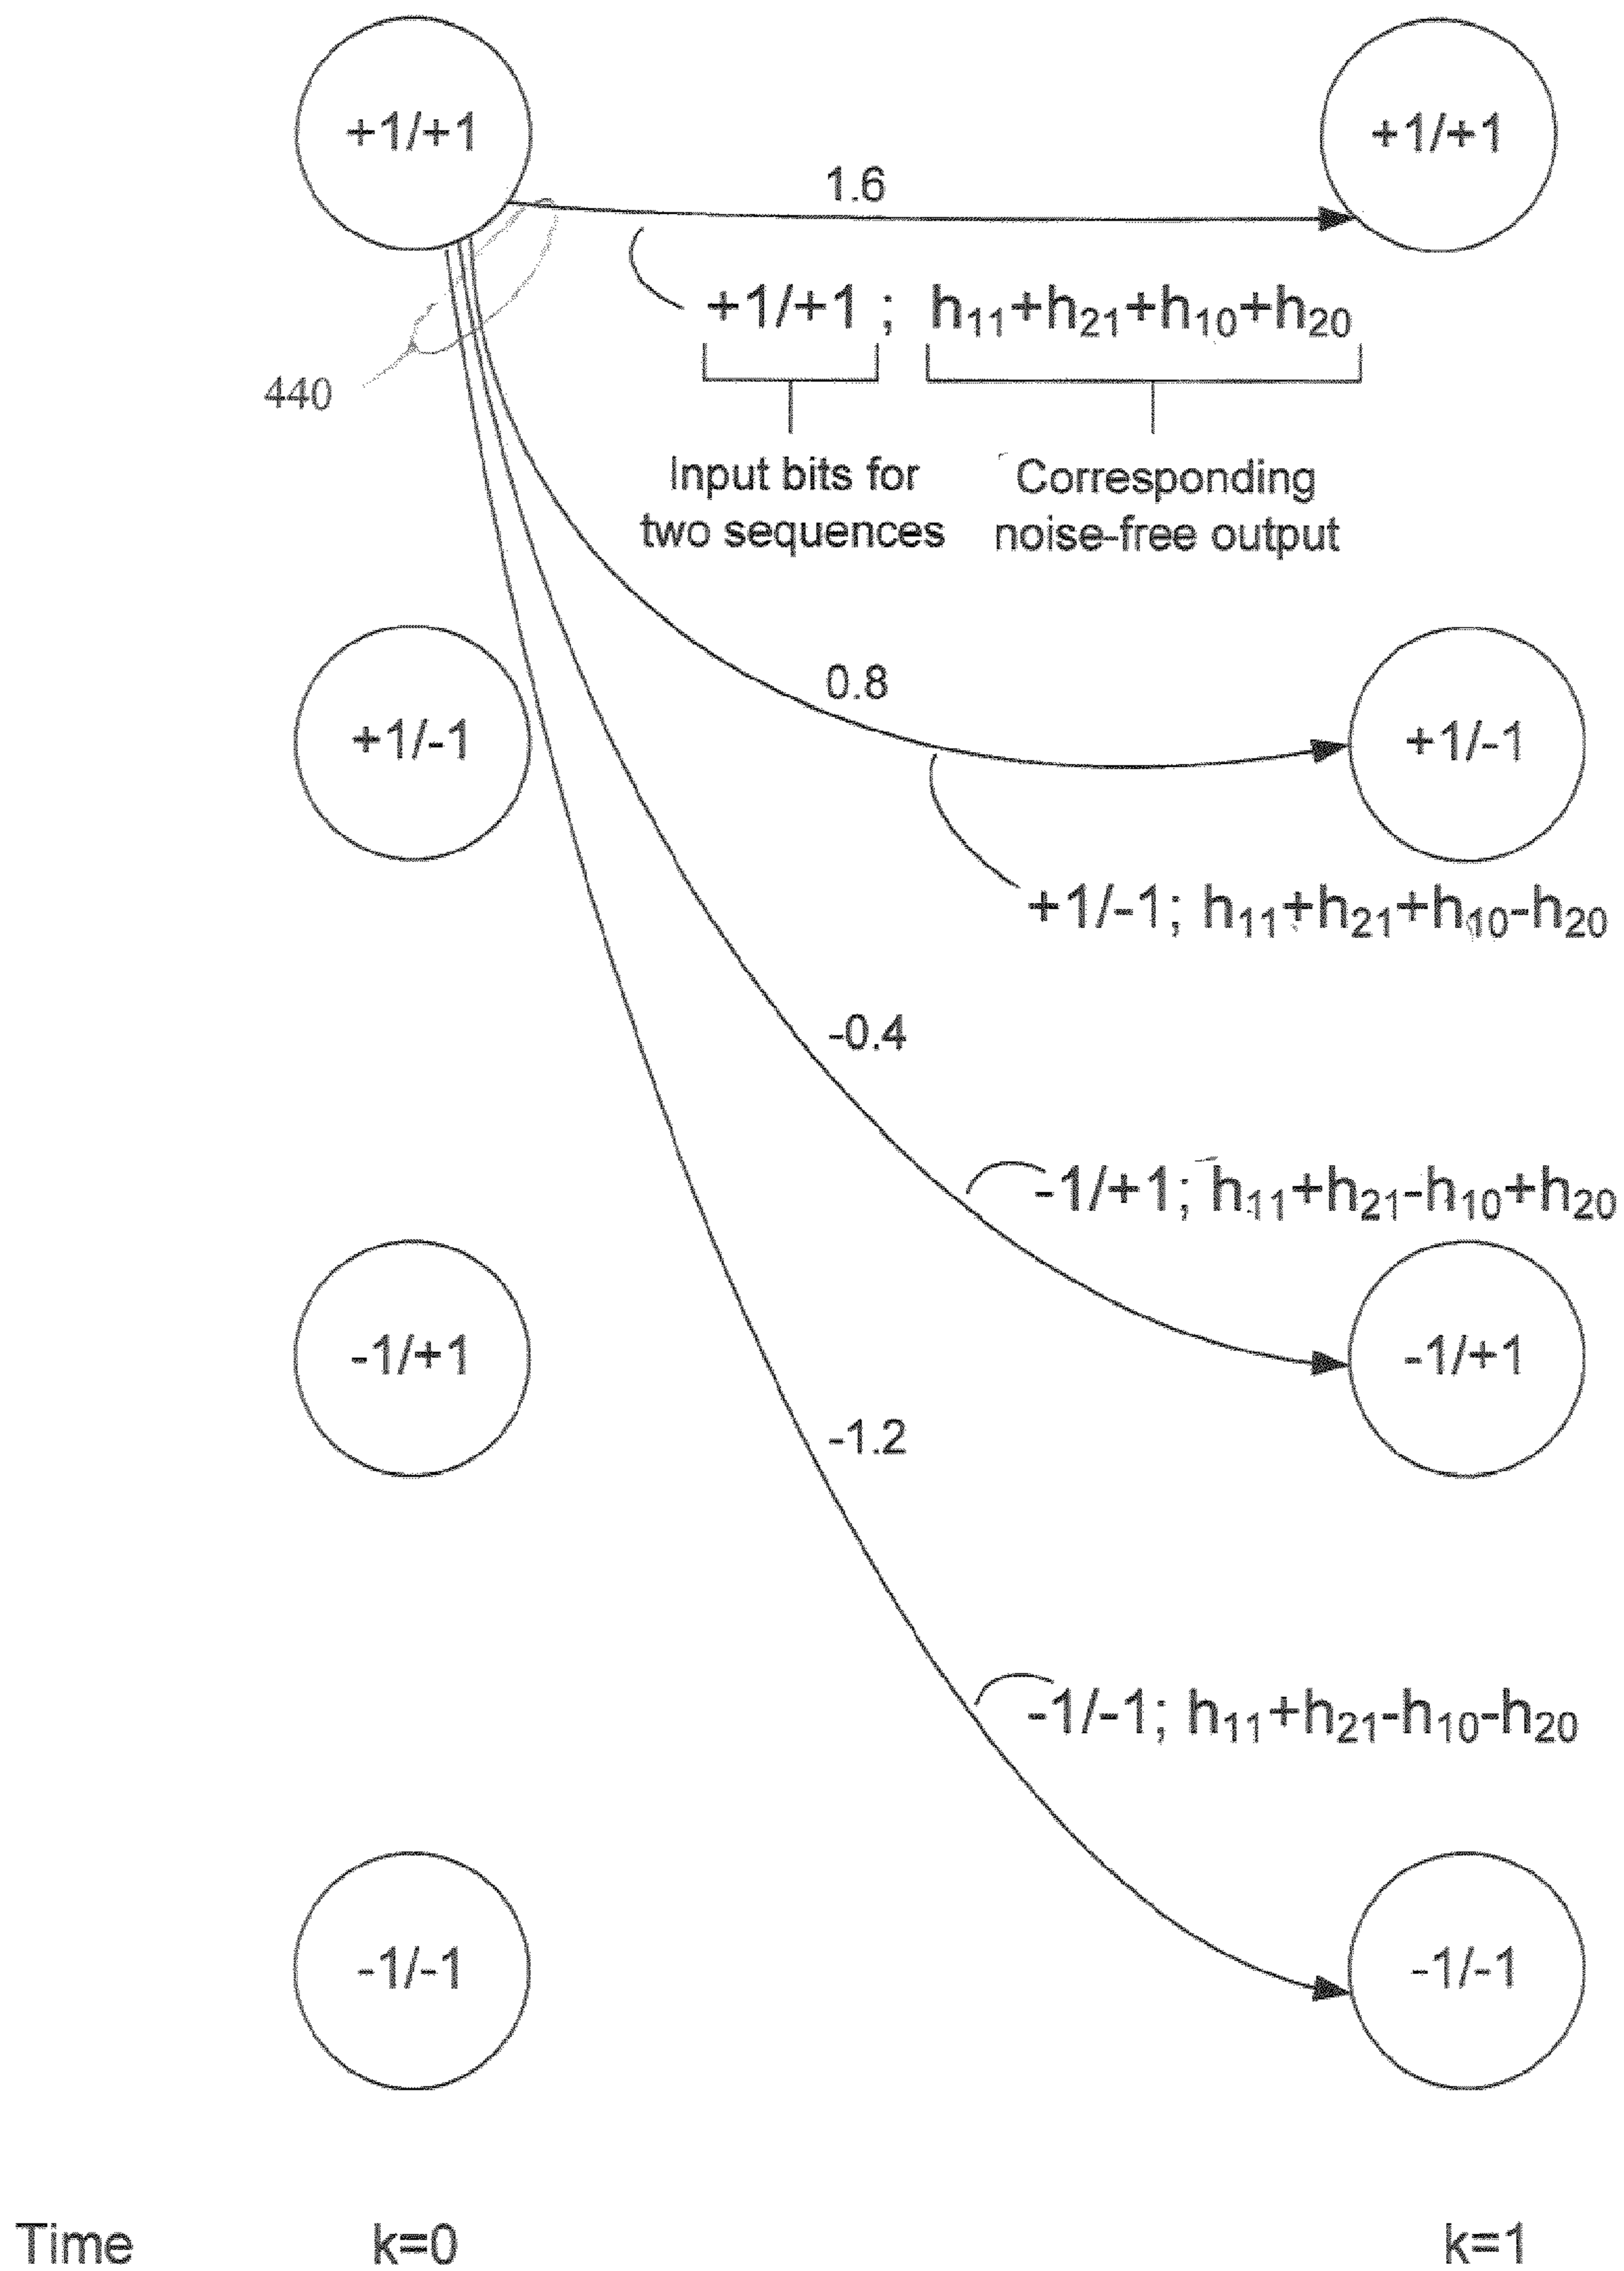 +1/+1
+1/+1
1.6
+1/+1 ; h₁₁+h₂₁+h₁₀+h₂₀
440
Input bits for
two sequences
Corresponding
noise-free output
0.8
+1/-1
+1/-1
+1/-1; h₁₁+h₂₁+h₁₀-h₂₀
-0.4
-1/+1; h₁₁+h₂₁-h₁₀+h₂₀
-1/+1
-1/+1
-1.2
-1/-1; h₁₁+h₂₁-h₁₀-h₂₀
-1/-1
-1/-1
Time k=0 k=1